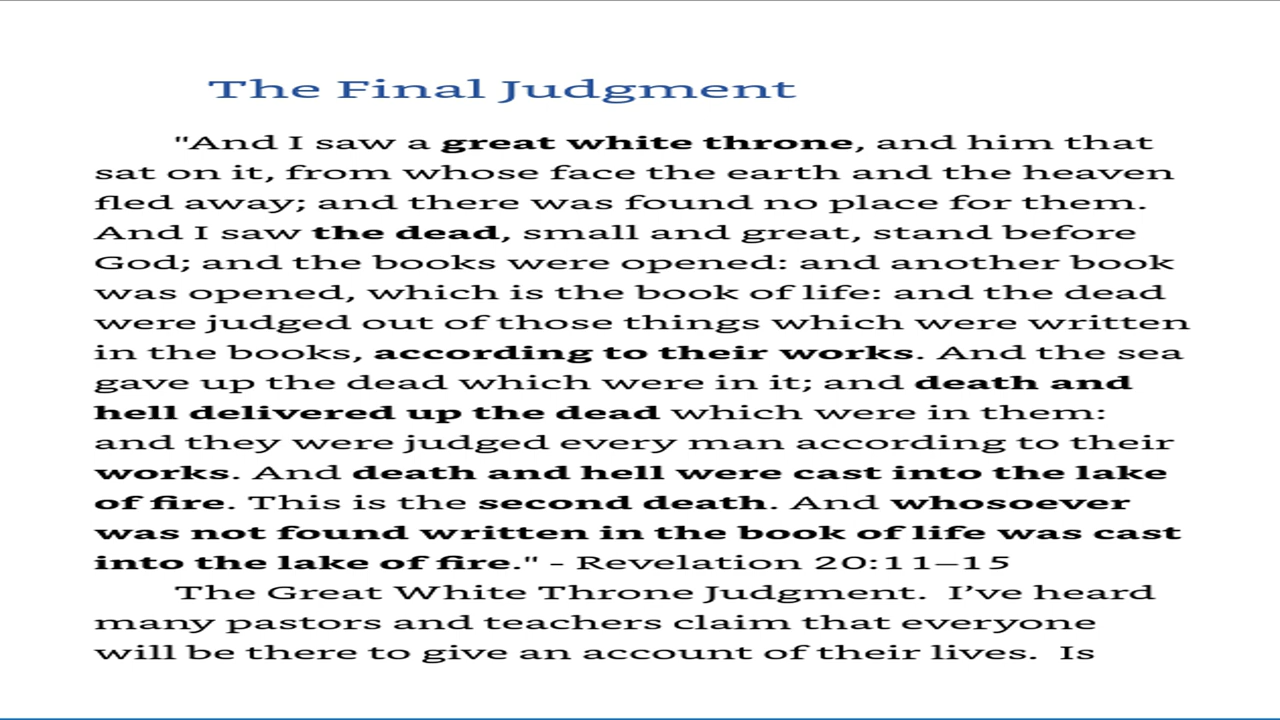 The Final Judgment
"And I saw a great white throne, and him that
sat on it, from whose face the earth and the heaven
fled away; and there was found no place for them.
And I saw the dead, small and great, stand before
God; and the books were opened: and another book
was opened, which is the book of life: and the dead
were judged out of those things which were written
in the books, according to their works. And the sea
gave up the dead which were in it; and death and
hell delivered up the dead which were in them:
and they were judged every man according to their
works. And death and hell were cast into the lake
of fire. This is the second death. And whosoever
was not found written in the book of life was cast
into the lake of fire." - Revelation 20:11–15
The Great White Throne Judgment.  I’ve heard
many pastors and teachers claim that everyone
will be there to give an account of their lives.  Is